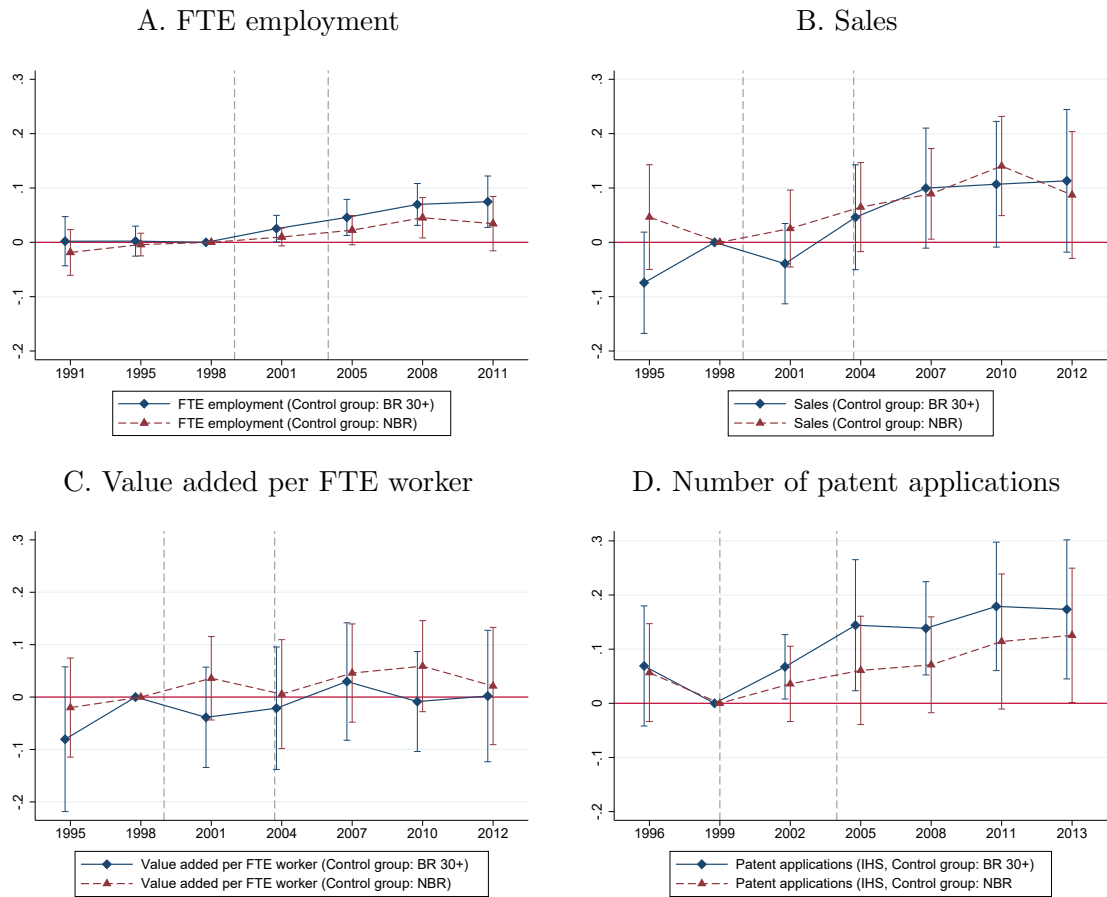 A. FTE employment
.3
.2
.1
0
-.1
-.2
1991 1995 1998 2001 2005 2008 2011
FTE employment (Control group: BR 30+)
FTE employment (Control group: NBR)
B. Sales
.3
.2
.1
0
-.1
-.2
1995 1998 2001 2004 2007 2010 2012
Sales (Control group: BR 30+)
Sales (Control group: NBR)
C. Value added per FTE worker
.3
.2
.1
0
-.1
-.2
1995 1998 2001 2004 2007 2010 2012
Value added per FTE worker (Control group: BR 30+)
Value added per FTE worker (Control group: NBR)
D. Number of patent applications
.3
.2
.1
0
-.1
-.2
1996 1999 2002 2005 2008 2011 2013
Patent applications (IHS, Control group: BR 30+)
Patent applications (IHS, Control group: NBR